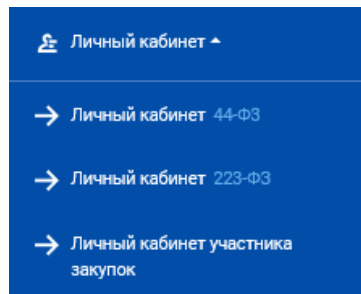 Личный кабинет
Личный кабинет 44-ФЗ
Личный кабинет 223-ФЗ
Личный кабинет участника
закупок